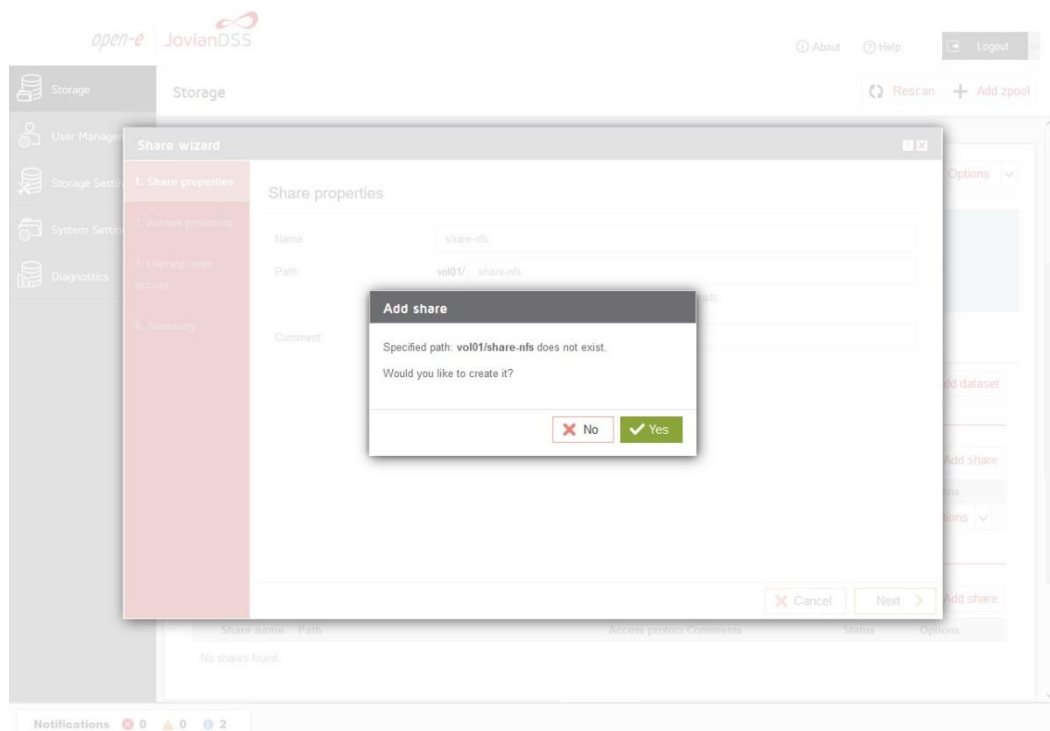 open-e JovianDSS
About Help Logout
Storage
Storage
Rescan Add zpool
User Manage
Share wizard
Storage Settin
1. Share properties
Options
Share properties
System Settin
2. Access protocols
Name: share-nfs
3. Users/groups
access
Path: vol01/ share-nfs
Diagnostics
Add share
4. Summary
Comment:
Specified path: vol01/share-nfs does not exist.
Would you like to create it?
dd dataset
No Yes
Add share
tions
Cancel Next
Add share
Share name Path Access protocol Comments Status Options
No shares found.
Notifications 0 0 2